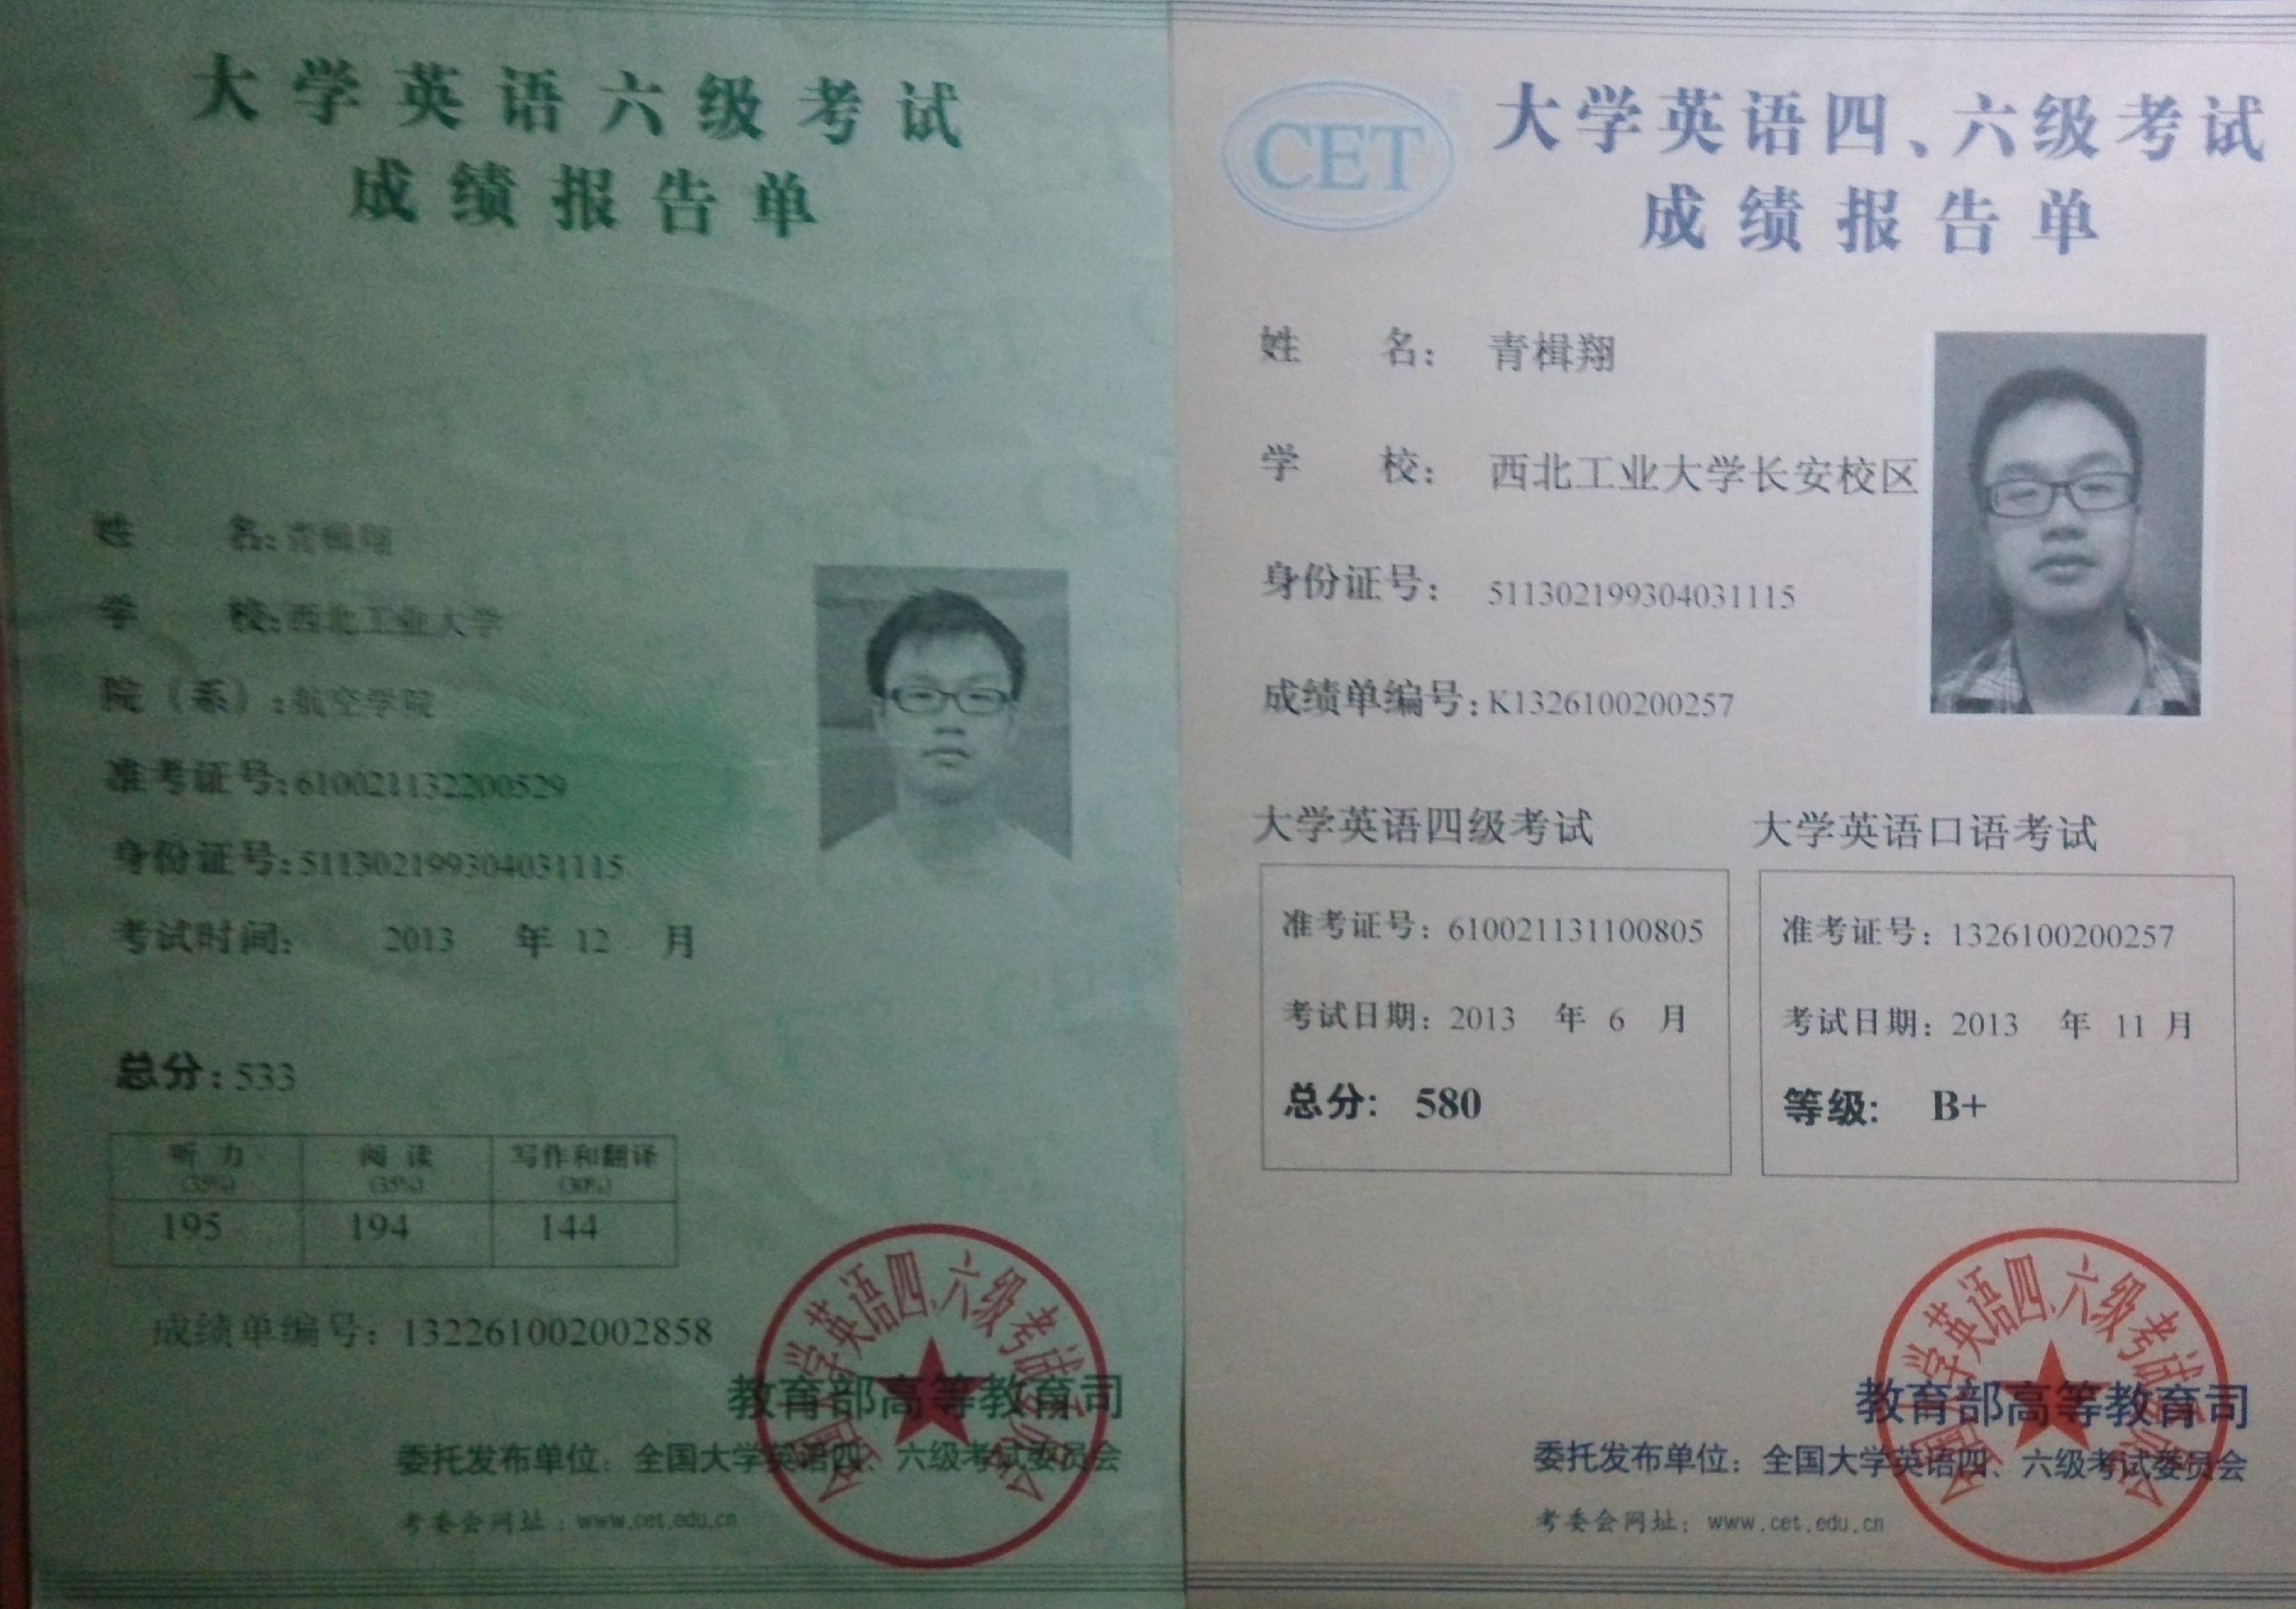 大学英语六级考试
成绩报告单
姓 名: 青楫翔
学 校: 西北工业大学
院（系）: 航空学院
准考证号: 610021132200529
身份证号: 511302199304031115
考试时间: 2013 年 12 月
总分: 533
听 力 阅 读 写作和翻译
(35%) (35%) (30%)
195 194 144
成绩单编号: 132261002002858
教育部高等教育司
委托发布单位: 全国大学英语四、六级考试委员会
考委会网址: www.cet.edu.cn
全国大学英语四、六级考试委员会
CET
大学英语四、六级考试
成绩报告单
姓 名: 青楫翔
学 校: 西北工业大学长安校区
身份证号: 511302199304031115
成绩单编号: K1326100200257
大学英语四级考试
准考证号: 610021131100805
考试日期: 2013 年 6 月
总分: 580
大学英语口语考试
准考证号: 1326100200257
考试日期: 2013 年 11 月
等级: B+
教育部高等教育司
委托发布单位: 全国大学英语四、六级考试委员会
考委会网址: www.cet.edu.cn
全国大学英语四、六级考试委员会